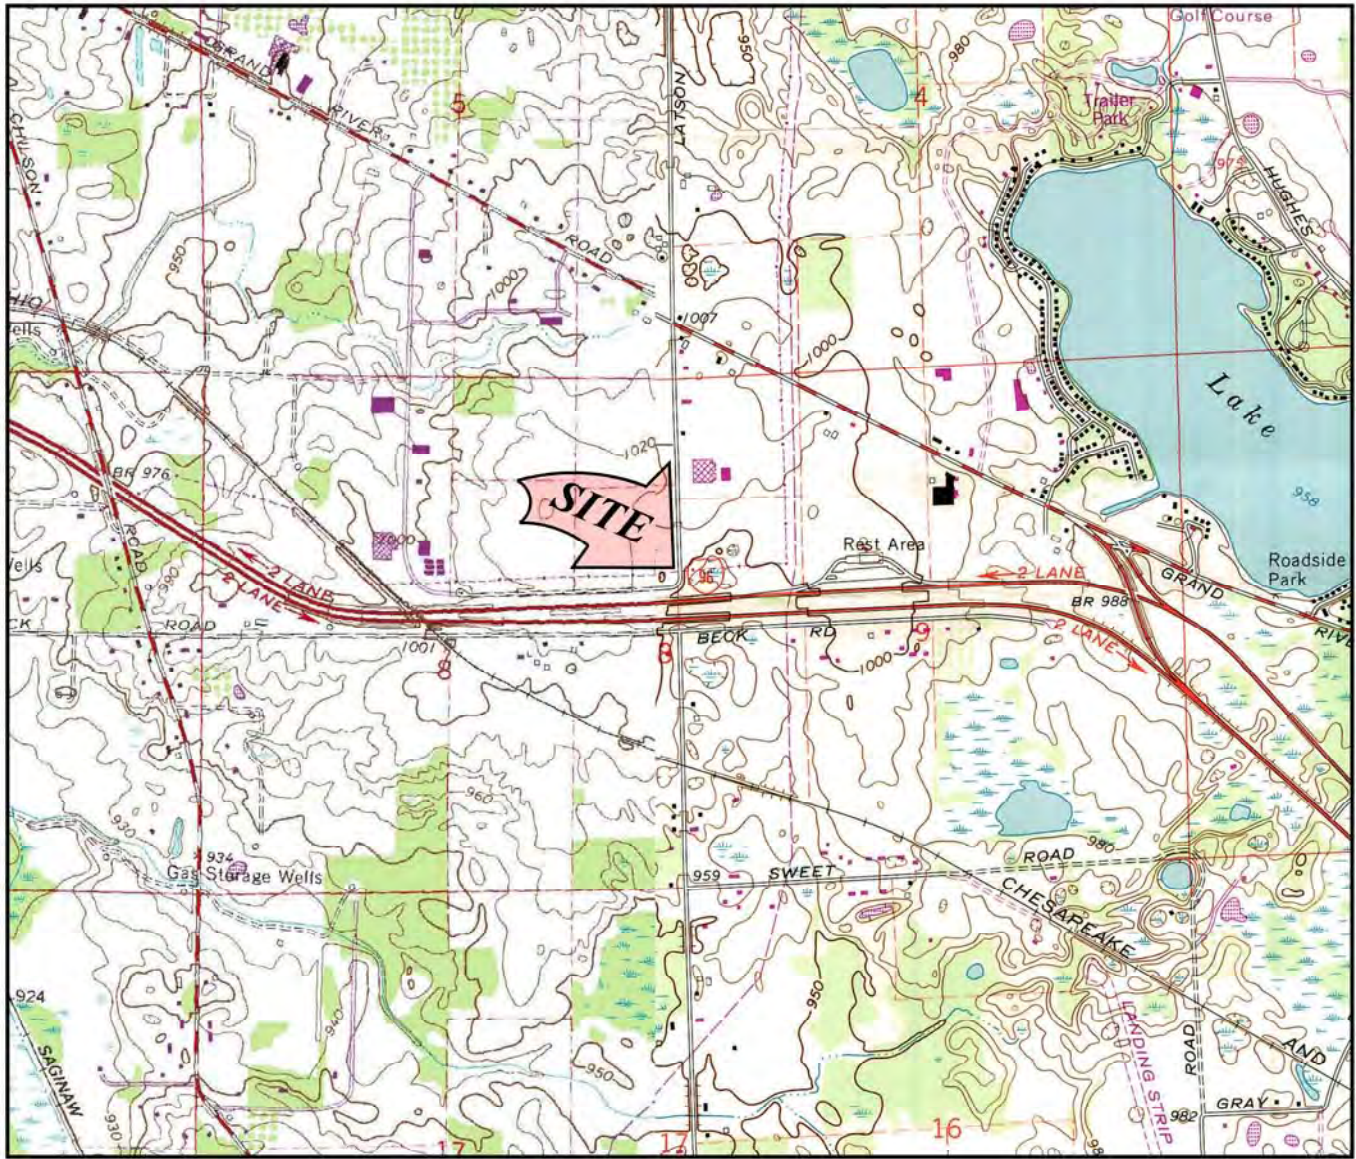 Golf Course
950
980
GRAND
5
4
LATSON
Trailer
Park
RIVER
CHILSON
975
HUGHES
ROAD
950
1000
1007
1000
Lake
1020
BR 976
SITE
958
ROAD
1000
Rest Area
Roadside
Park
980
2 LANE
2 LANE
96
2 LANE
GRAND
BR 988
ROAD
BECK
RD
9
2 LANE
1001
8
8
1000
960
930
980
934
Gas Storage Wells
ROAD
SWEET
959
CHESAPEAKE
950
924
940
LANDING STRIP
ROAD
AND
SAGINAW
950
930
982
GRAY
17
17
16